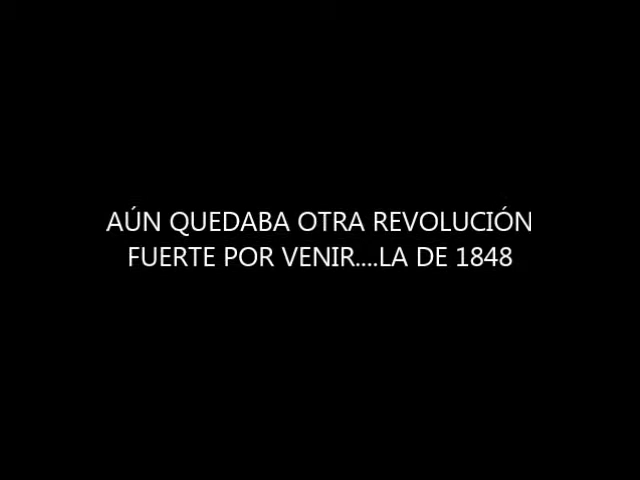 AÚN QUEDABA OTRA REVOLUCIÓN
FUERTE POR VENIR....LA DE 1848